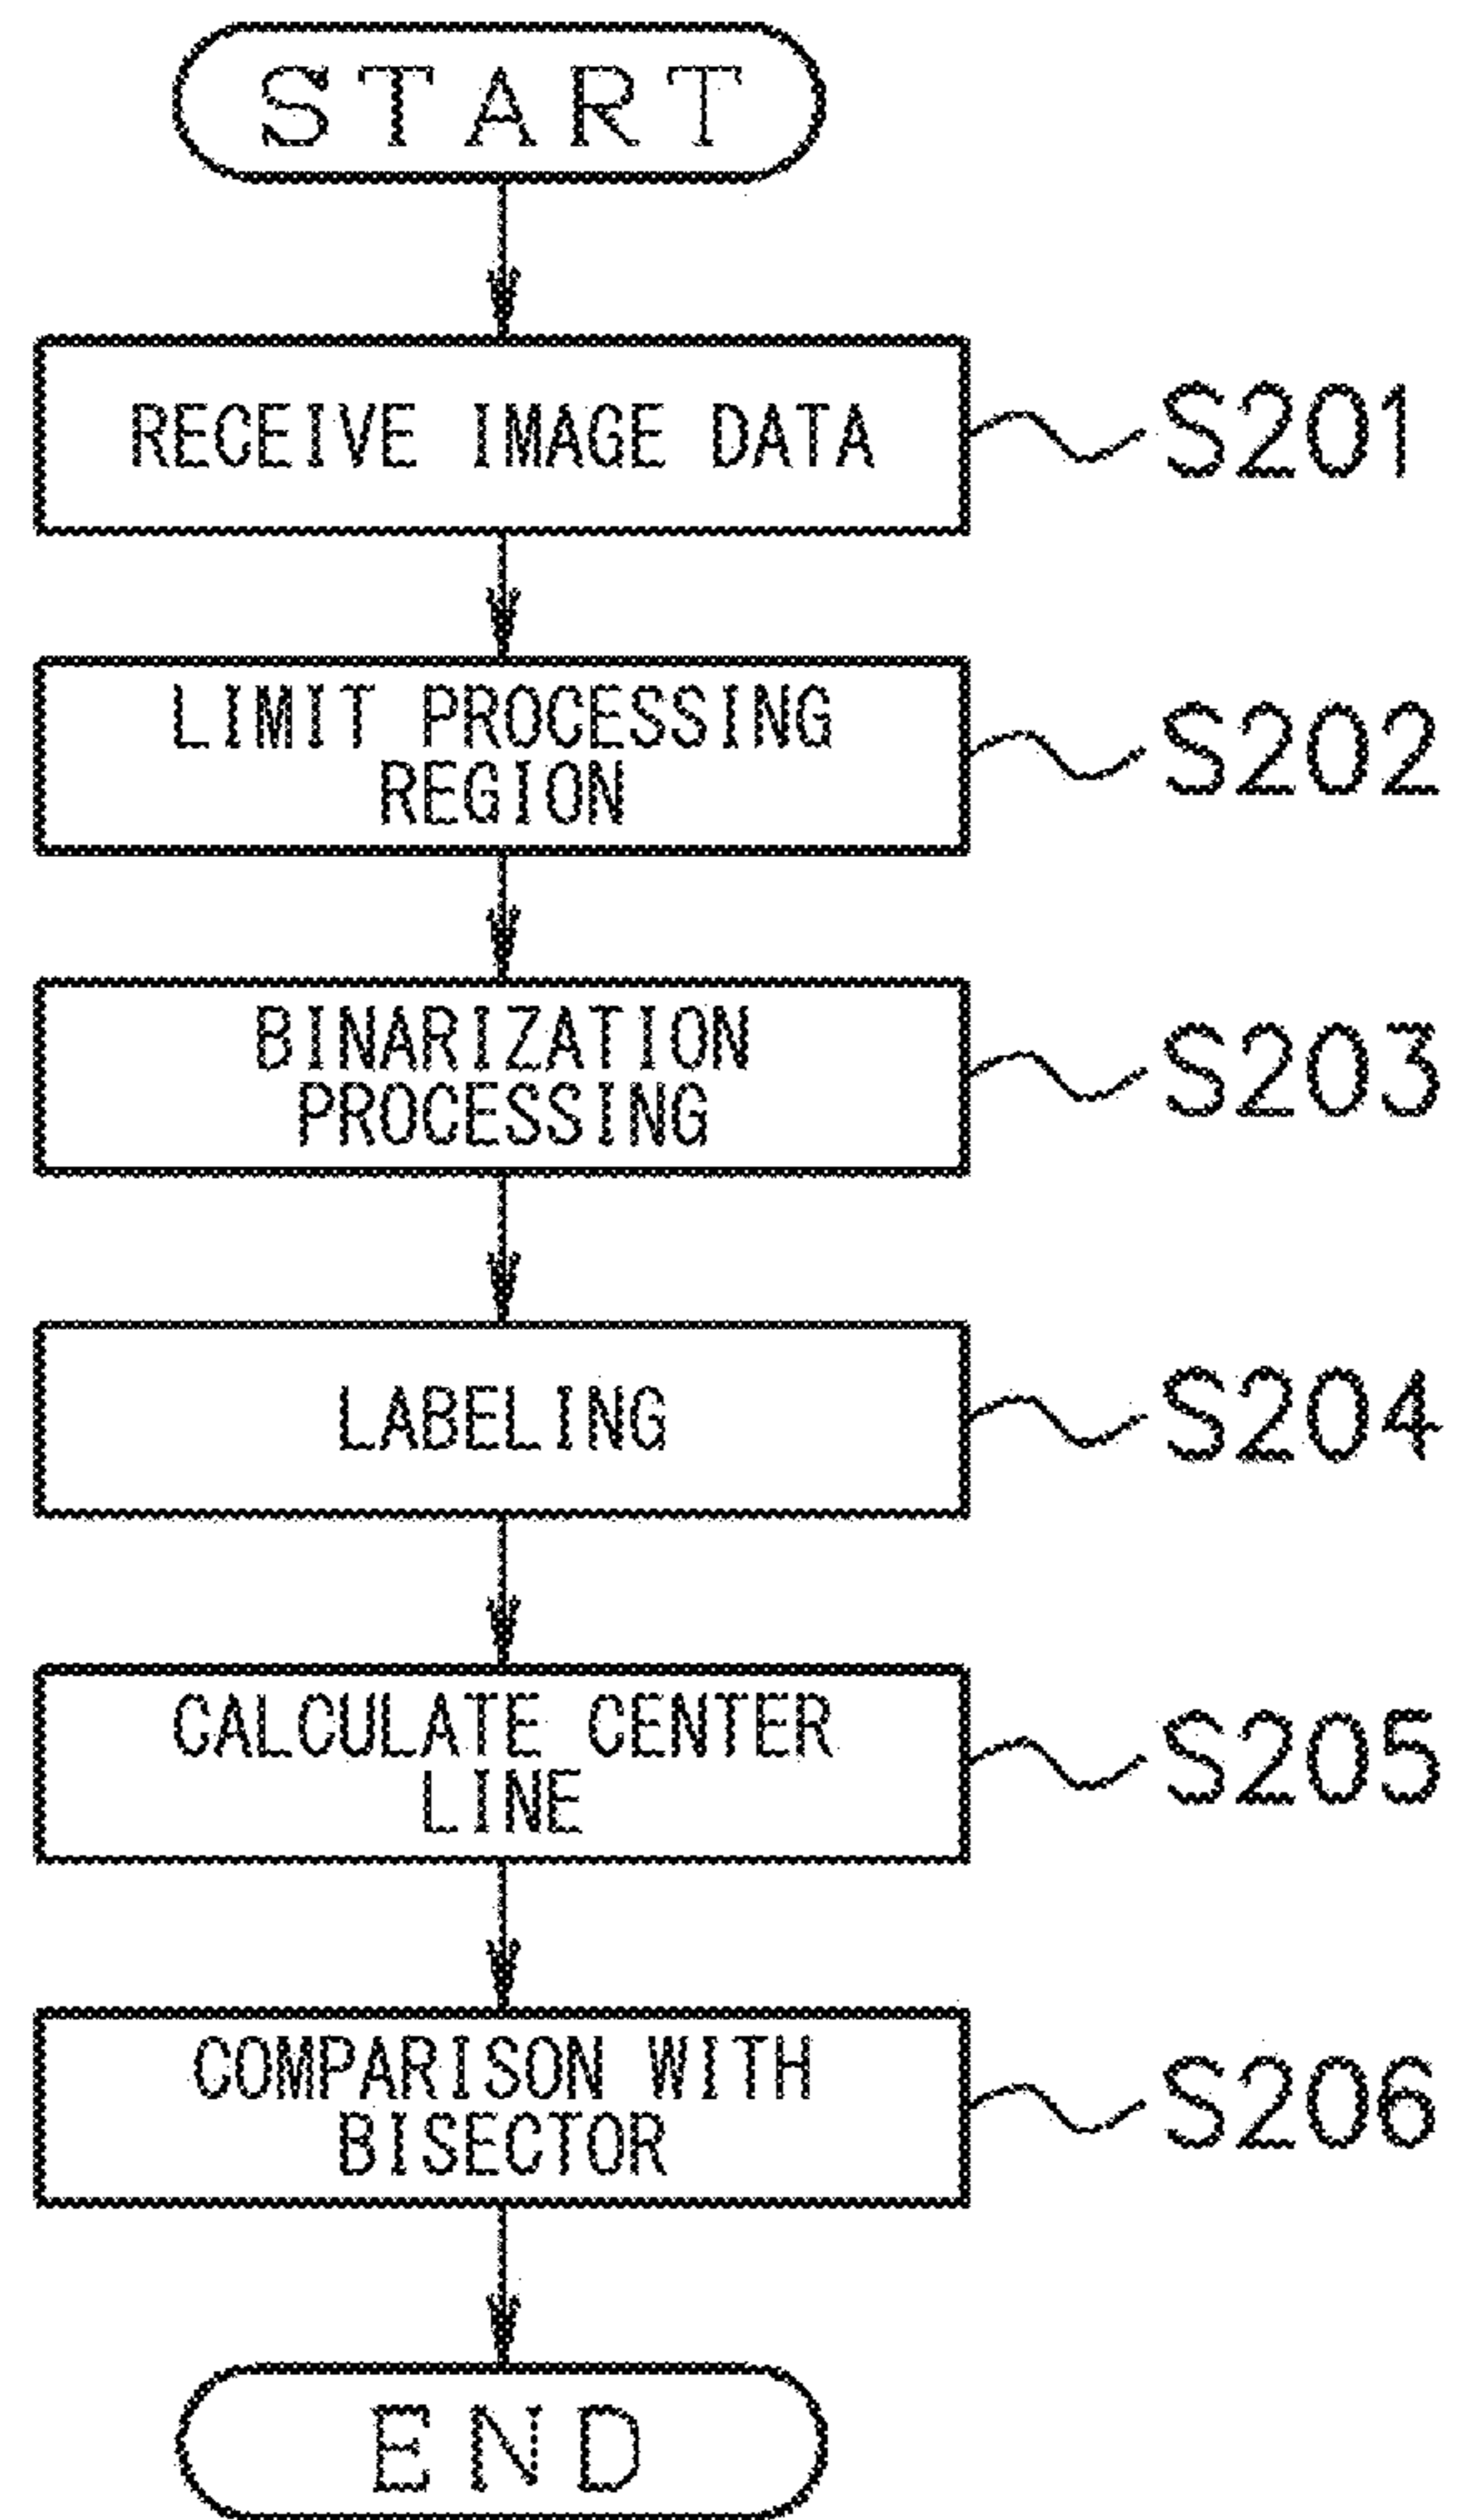 START
RECEIVE IMAGE DATA
S201
LIMIT PROCESSING
REGION
S202
BINARIZATION
PROCESSING
S203
LABELING
S204
CALCULATE CENTER
LINE
S205
COMPARISON WITH
BISECTOR
S206
END